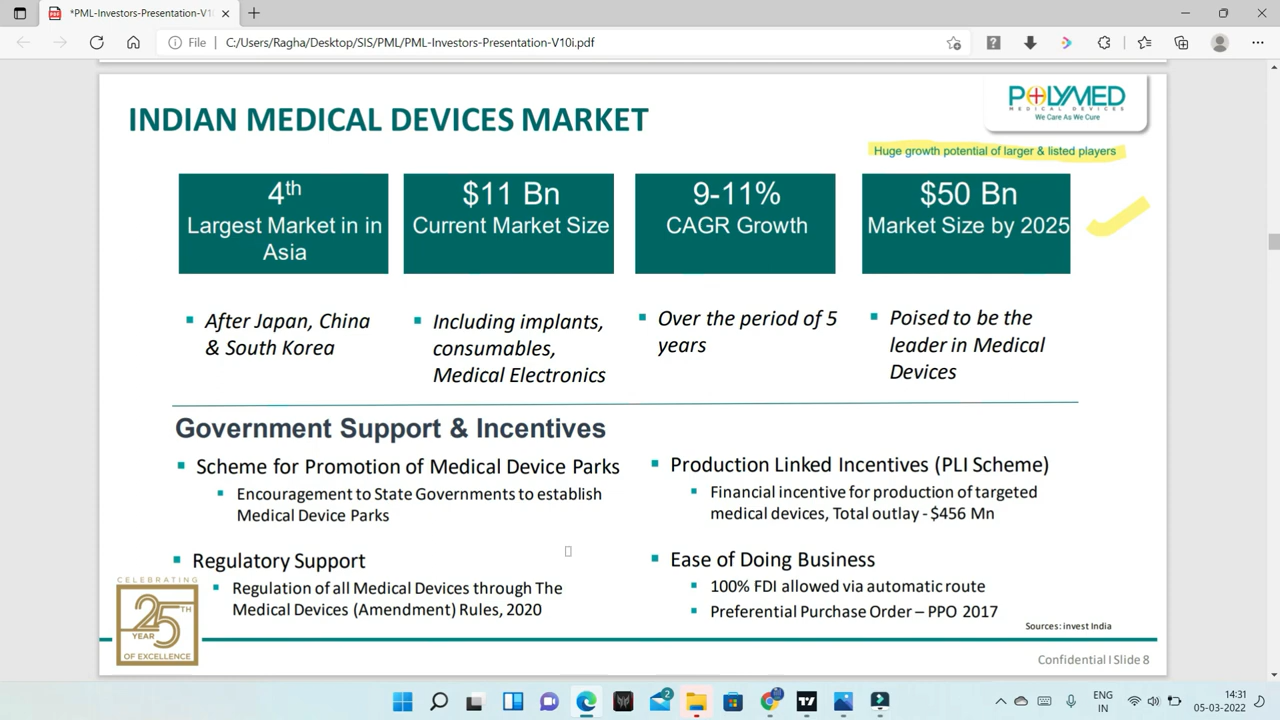 *PML-Investors-Presentation-V10i
File
C:/Users/Ragha/Desktop/SIS/PML/PML-Investors-Presentation-V10i.pdf
INDIAN MEDICAL DEVICES MARKET
POLYMED
MEDICAL DEVICES
We Care As We Cure
Huge growth potential of larger & listed players
4th
Largest Market in in
Asia
$11 Bn
Current Market Size
9-11%
CAGR Growth
$50 Bn
Market Size by 2025
After Japan, China
& South Korea
Including implants,
consumables,
Medical Electronics
Over the period of 5
years
Poised to be the
leader in Medical
Devices
Government Support & Incentives
Scheme for Promotion of Medical Device Parks
Encouragement to State Governments to establish
Medical Device Parks
Production Linked Incentives (PLI Scheme)
Financial incentive for production of targeted
medical devices, Total outlay - $456 Mn
Regulatory Support
Regulation of all Medical Devices through The
Medical Devices (Amendment) Rules, 2020
Ease of Doing Business
100% FDI allowed via automatic route
Preferential Purchase Order – PPO 2017
Sources: invest India
CELEBRATING
25TH
YEAR
OF EXCELLENCE
Confidential I Slide 8
2
ENG
IN
14:31
05-03-2022